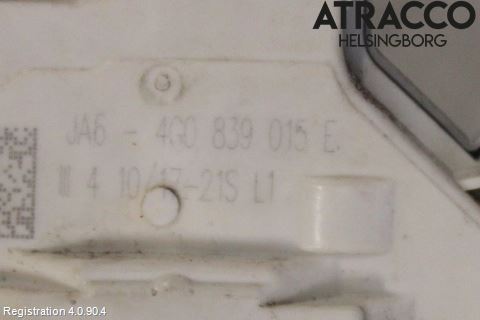 ATRACCO
HELSINGBORG
JA6 - 4G0 839 015 E
4 10/17-21S L1
Registration 4.0.90.4